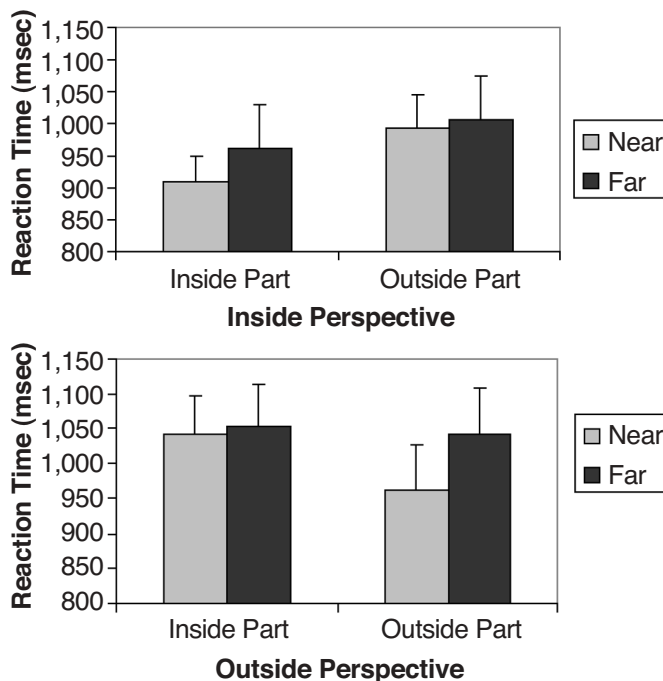 Reaction Time (msec)
1,150
1,100
1,050
1,000
950
900
850
800
Inside Part Outside Part
Inside Perspective
Near
Far
Reaction Time (msec)
1,150
1,100
1,050
1,000
950
900
850
800
Inside Part Outside Part
Outside Perspective
Near
Far